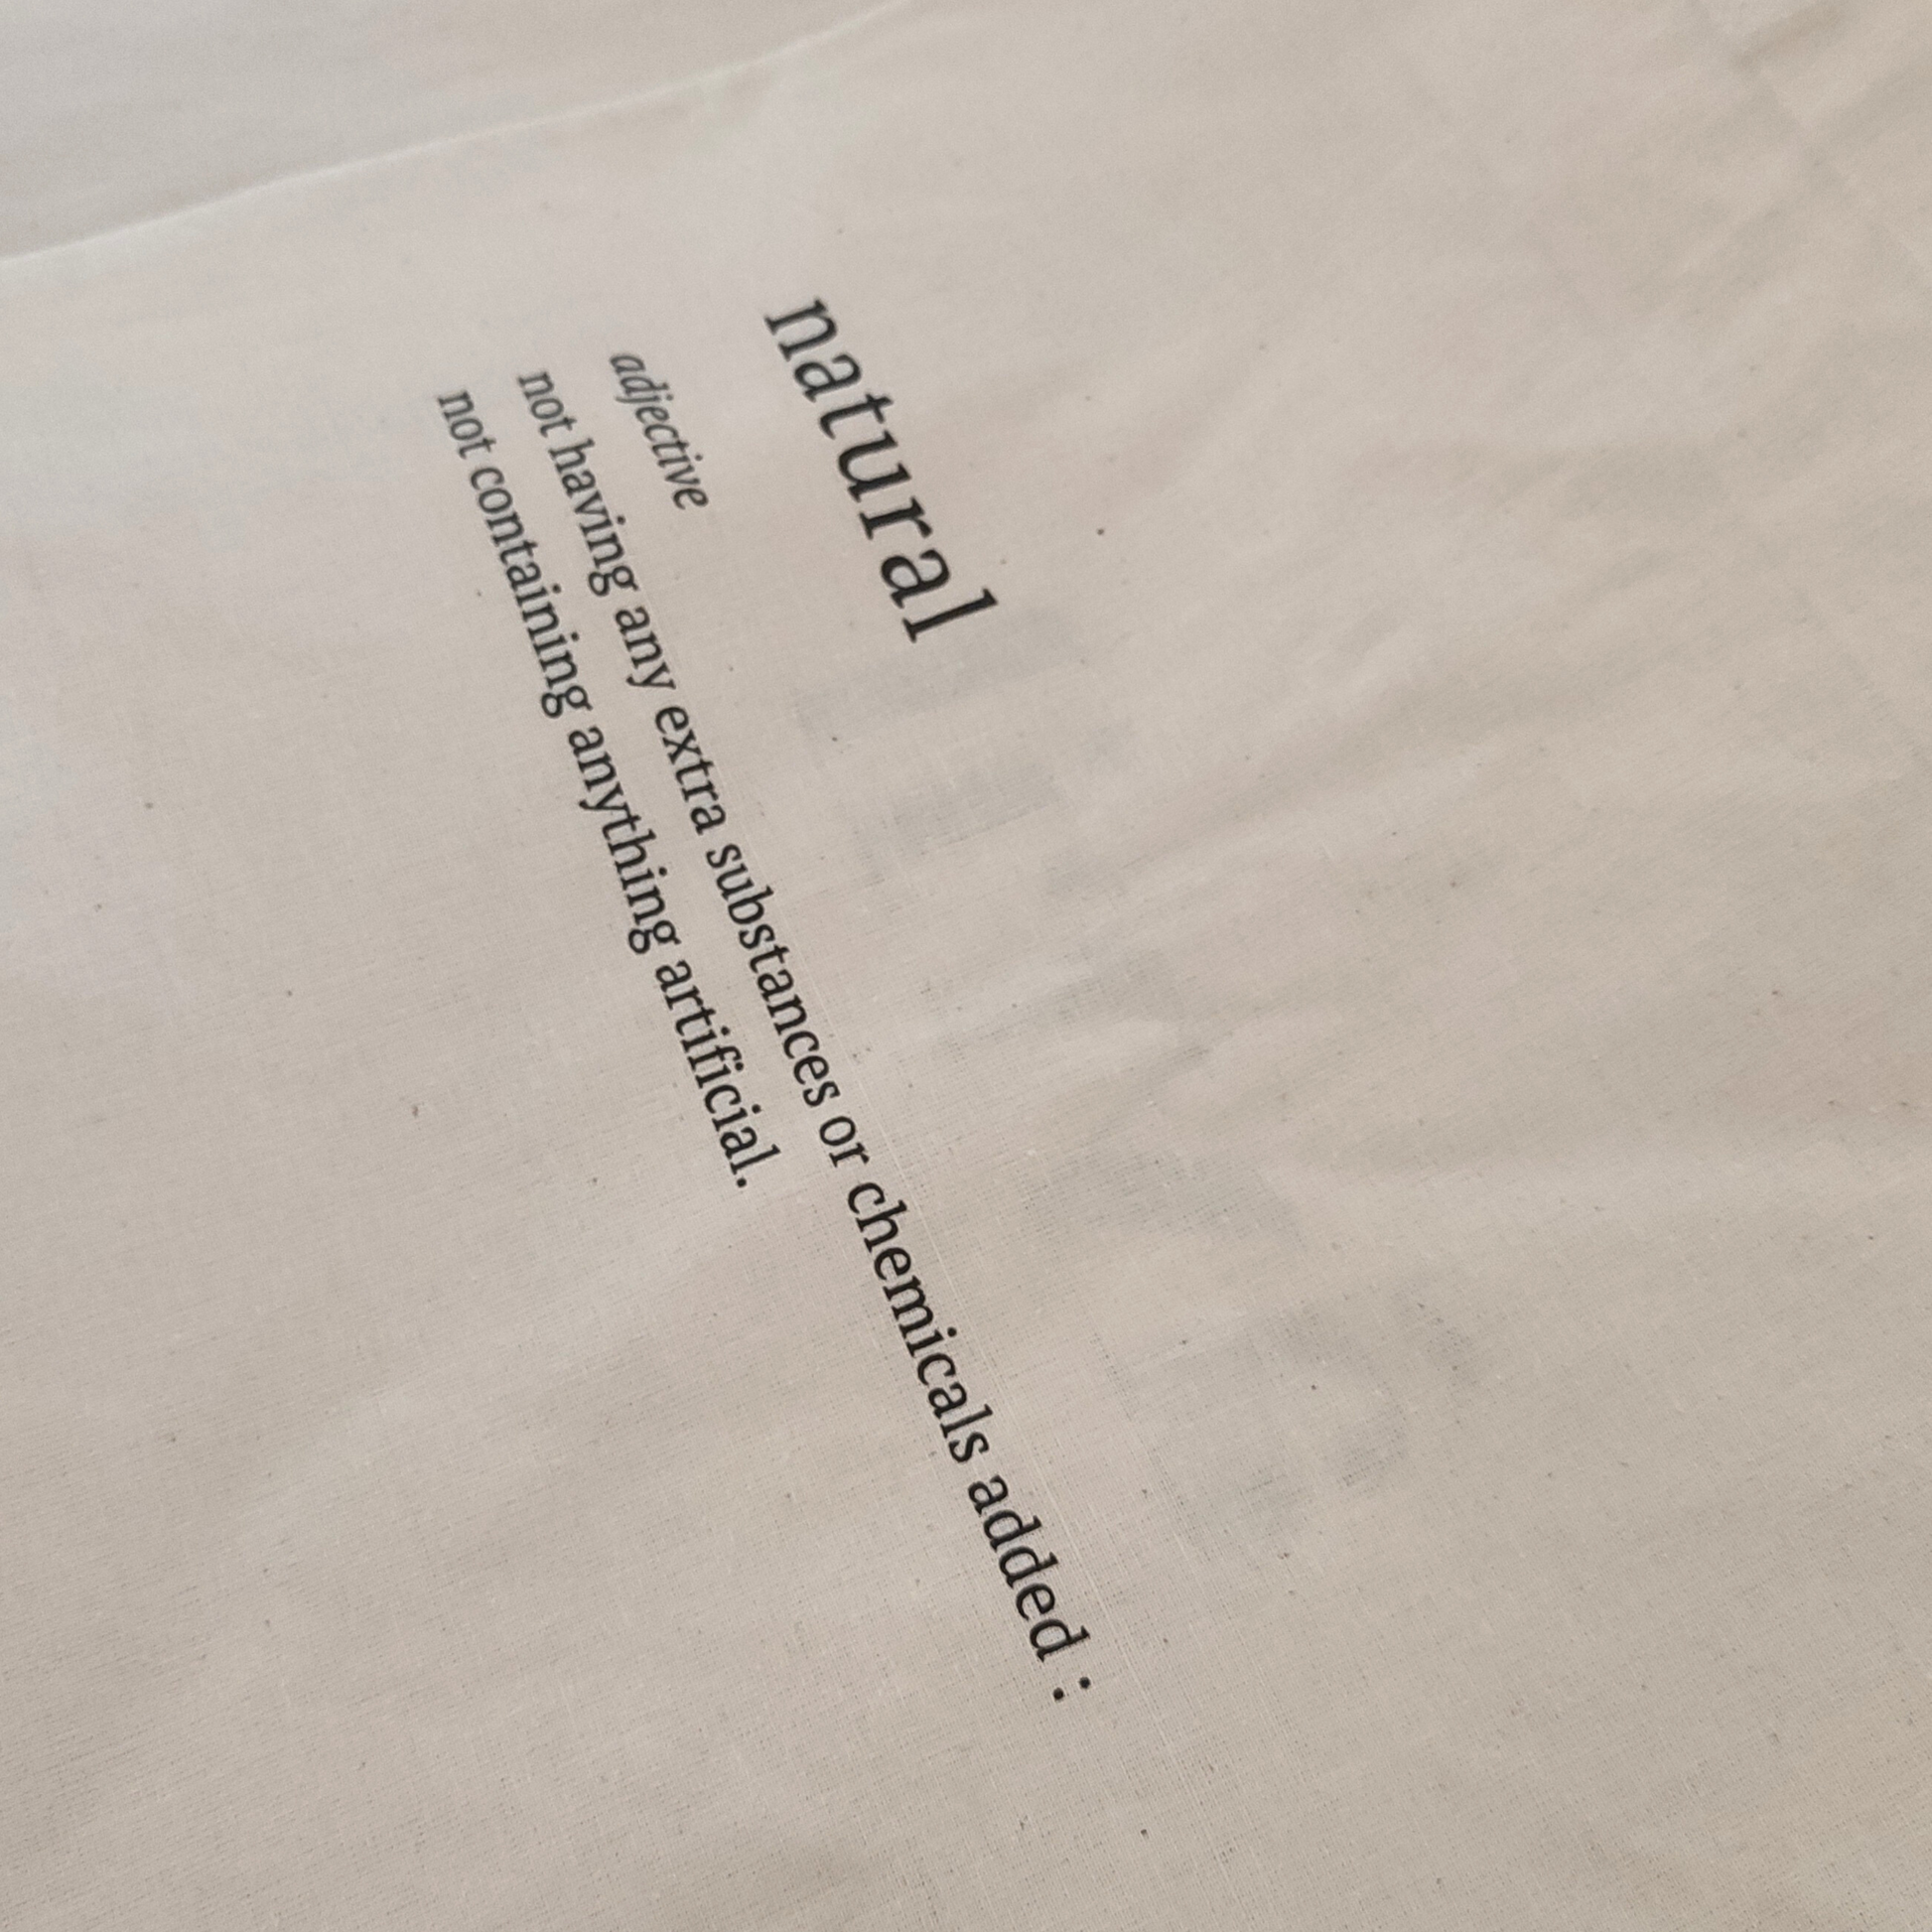 natural
adjective
not having any extra substances or chemicals added :
not containing anything artificial.